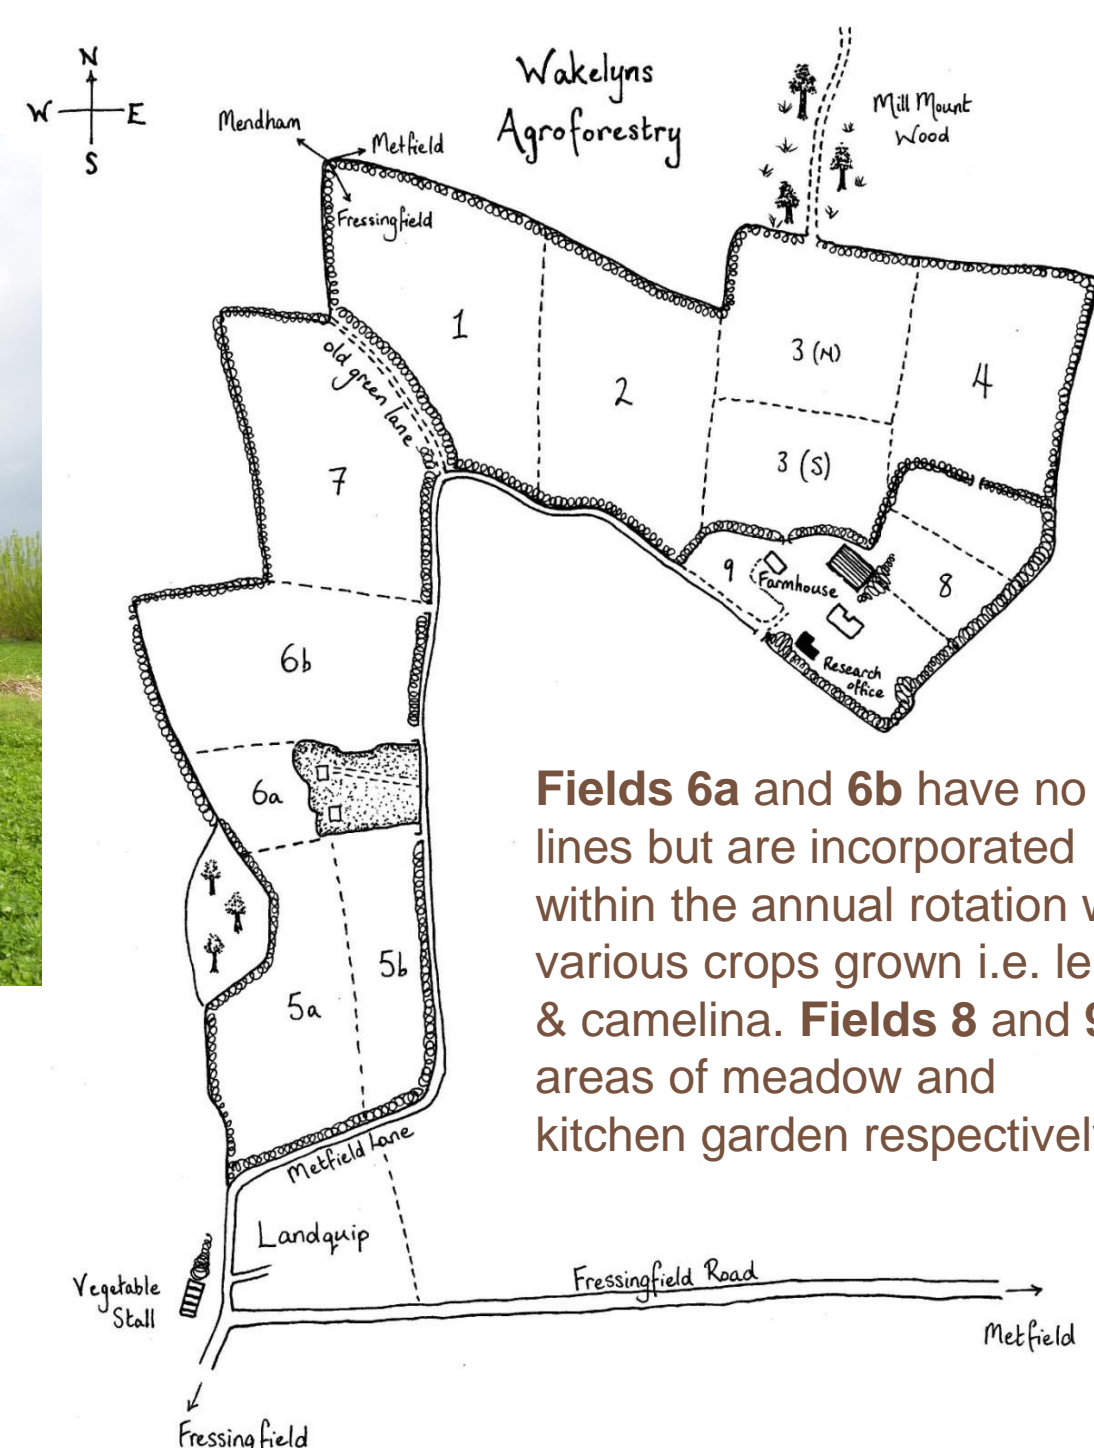 N
W E
S
Wakelyns
Agroforestry
Mill Mount
Wood
Mendham
Metfield
Fressingfield
old green lane
1
2
3 (N)
4
3 (S)
7
9
Farmhouse
8
Research
office
6b
6a
5b
5a
Fields 6a and 6b have no
lines but are incorporated
within the annual rotation
various crops grown i.e.
& camelina. Fields 8 and
areas of meadow and
kitchen garden
Metfield Lane
Landquip
Vegetable
Stall
Fressingfield Road
Metfield
Fressingfield